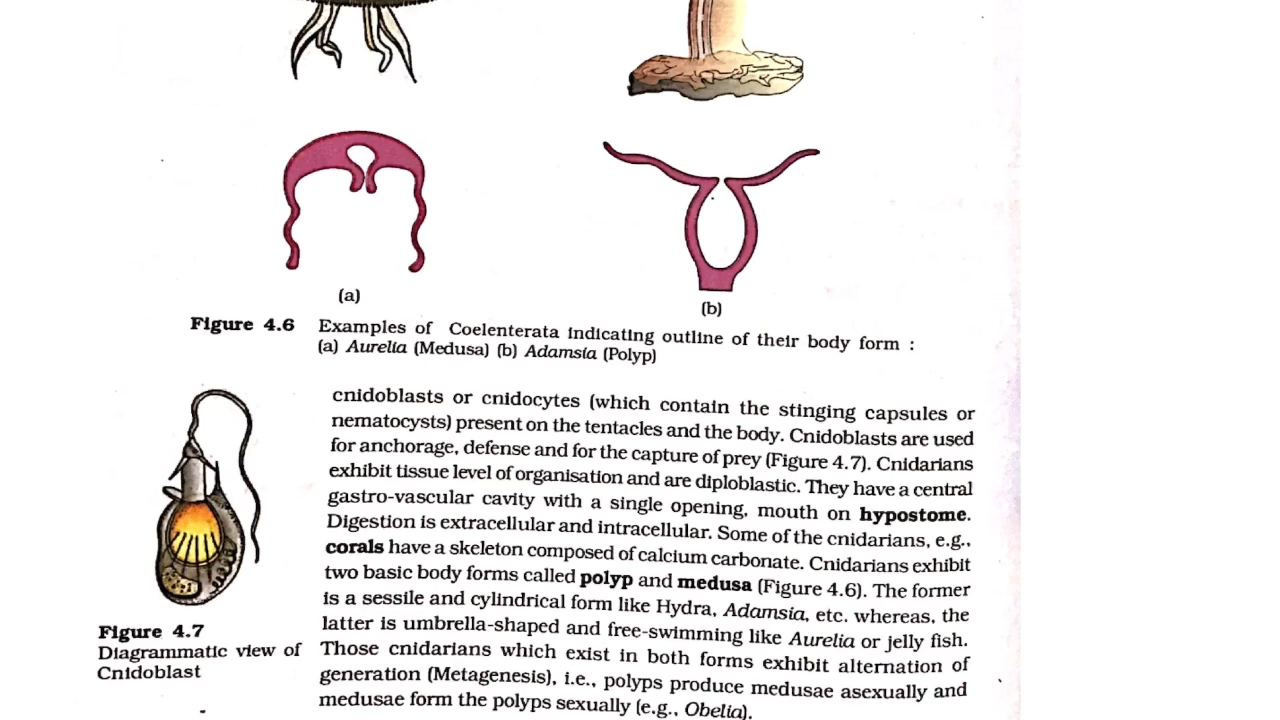 (a)
(b)
Figure 4.6 Examples of Coelenterata indicating outline of their body form :
(a) Aurelia (Medusa) (b) Adamsia (Polyp)
cnidoblasts or cnidocytes (which contain the stinging capsules or
nematocysts) present on the tentacles and the body. Cnidoblasts are used
for anchorage, defense and for the capture of prey (Figure 4.7). Cnidarians
exhibit tissue level of organisation and are diploblastic. They have a central
gastro-vascular cavity with a single opening, mouth on hypostome.
Digestion is extracellular and intracellular. Some of the cnidarians, e.g.,
corals have a skeleton composed of calcium carbonate. Cnidarians exhibit
two basic body forms called polyp and medusa (Figure 4.6). The former
is a sessile and cylindrical form like Hydra, Adamsia, etc. whereas, the
latter is umbrella-shaped and free-swimming like Aurelia or jelly fish.
Those cnidarians which exist in both forms exhibit alternation of
generation (Metagenesis), i.e., polyps produce medusae asexually and
medusae form the polyps sexually (e.g., Obelia).
Figure 4.7
Diagrammatic view of
Cnidoblast